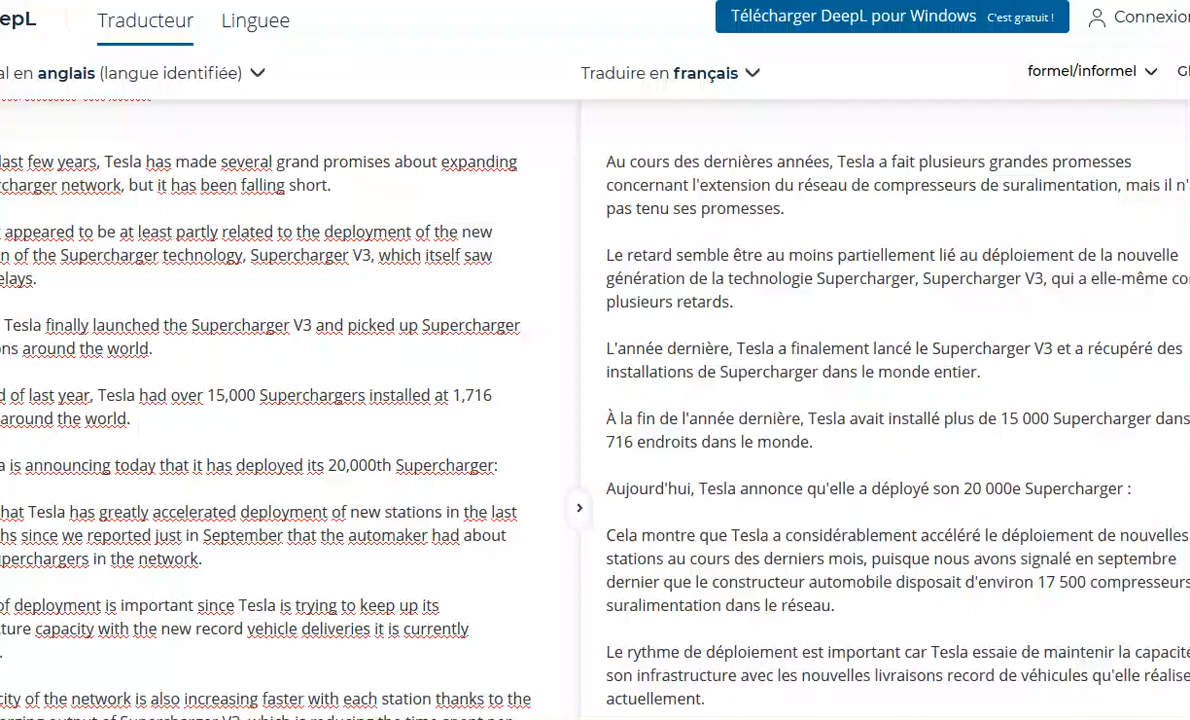 epL
Traducteur
Linguee
Télécharger DeepL pour Windows C'est gratuit !
Connexion
al en anglais (langue identifiée)
Traduire en français
formel/informel
Gl
last few years, Tesla has made several grand promises about expanding
rcharger network, but it has been falling short.
appeared to be at least partly related to the deployment of the new
n of the Supercharger technology, Supercharger V3, which itself saw
elays.
Tesla finally launched the Supercharger V3 and picked up Supercharger
ons around the world.
d of last year, Tesla had over 15,000 Superchargers installed at 1,716
around the world.
a is announcing today that it has deployed its 20,000th Supercharger:
hat Tesla has greatly accelerated deployment of new stations in the last
hs since we reported just in September that the automaker had about
uperchargers in the network.
of deployment is important since Tesla is trying to keep up its
cture capacity with the new record vehicle deliveries it is currently
.
city of the network is also increasing faster with each station thanks to the
Au cours des dernières années, Tesla a fait plusieurs grandes promesses
concernant l'extension du réseau de compresseurs de suralimentation, mais il n'
pas tenu ses promesses.
Le retard semble être au moins partiellement lié au déploiement de la nouvelle
génération de la technologie Supercharger, Supercharger V3, qui a elle-même co
plusieurs retards.
L'année dernière, Tesla a finalement lancé le Supercharger V3 et a récupéré des
installations de Supercharger dans le monde entier.
À la fin de l'année dernière, Tesla avait installé plus de 15 000 Supercharger dans
716 endroits dans le monde.
Aujourd'hui, Tesla annonce qu'elle a déployé son 20 000e Supercharger :
Cela montre que Tesla a considérablement accéléré le déploiement de nouvelles
stations au cours des derniers mois, puisque nous avons signalé en septembre
dernier que le constructeur automobile disposait d'environ 17 500 compresseurs
suralimentation dans le réseau.
Le rythme de déploiement est important car Tesla essaie de maintenir la capacité
son infrastructure avec les nouvelles livraisons record de véhicules qu'elle réalise
actuellement.